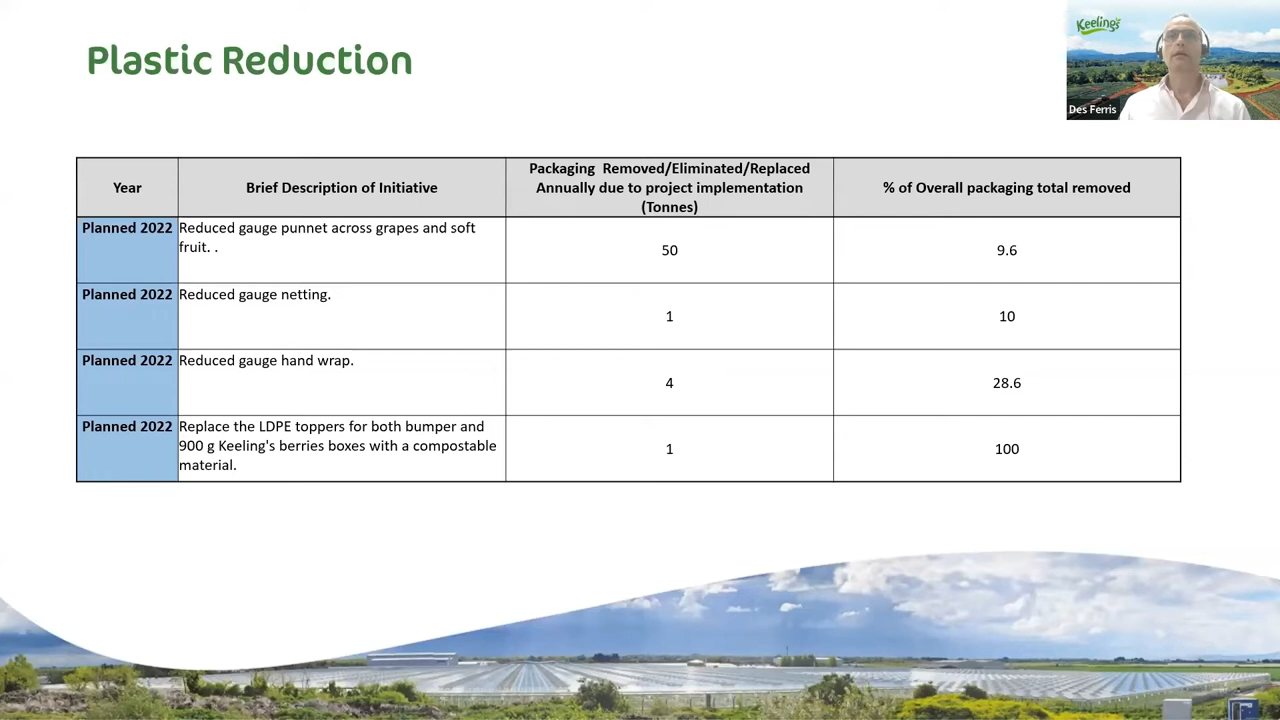 Plastic Reduction
Keelings
Des Ferris
Year
Brief Description of Initiative
Packaging  Removed/Eliminated/Replaced
Annually due to project implementation
(Tonnes)
% of Overall packaging total removed
Planned 2022
Reduced gauge punnet across grapes and soft
fruit. .
50
9.6
Planned 2022
Reduced gauge netting.
1
10
Planned 2022
Reduced gauge hand wrap.
4
28.6
Planned 2022
Replace the LDPE toppers for both bumper and
900 g Keeling's berries boxes with a compostable
material.
1
100